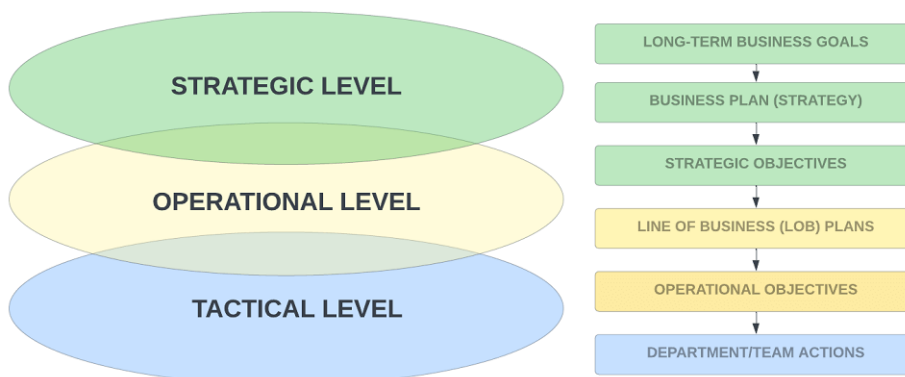 STRATEGIC LEVEL
OPERATIONAL LEVEL
TACTICAL LEVEL
LONG-TERM BUSINESS GOALS
BUSINESS PLAN (STRATEGY)
STRATEGIC OBJECTIVES
LINE OF BUSINESS (LOB) PLANS
OPERATIONAL OBJECTIVES
DEPARTMENT/TEAM ACTIONS